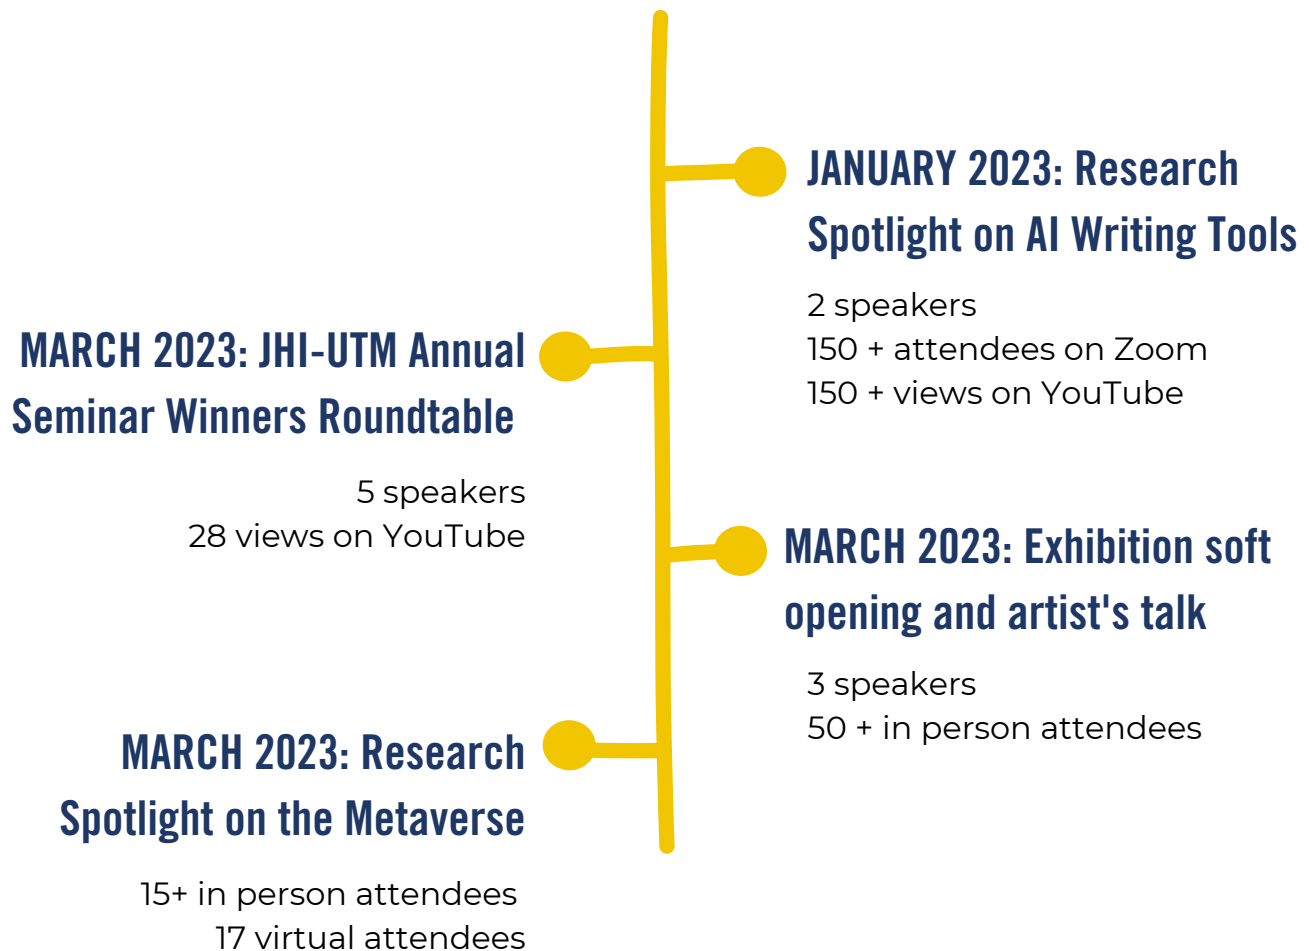 JANUARY 2023: Research
Spotlight on AI Writing Tools
2 speakers
150 + attendees on Zoom
150 + views on YouTube
MARCH 2023: JHI-UTM Annual
Seminar Winners Roundtable
5 speakers
28 views on YouTube
MARCH 2023: Exhibition soft
opening and artist's talk
3 speakers
50 + in person attendees
MARCH 2023: Research
Spotlight on the Metaverse
15+ in person attendees
17 virtual attendees